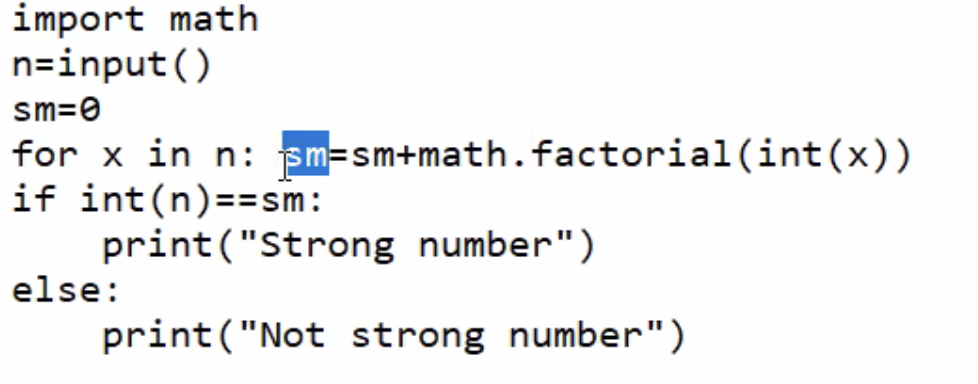 import math
n=input()
sm=0
for x in n: sm=sm+math.factorial(int(x))
if int(n)==sm:
    print("Strong number")
else:
    print("Not strong number")